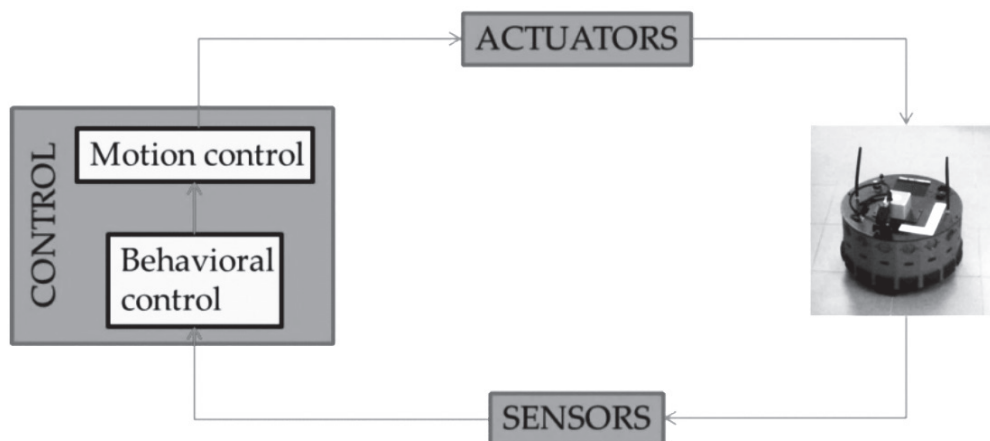 ACTUATORS
CONTROL
Motion control
Behavioral
control
SENSORS